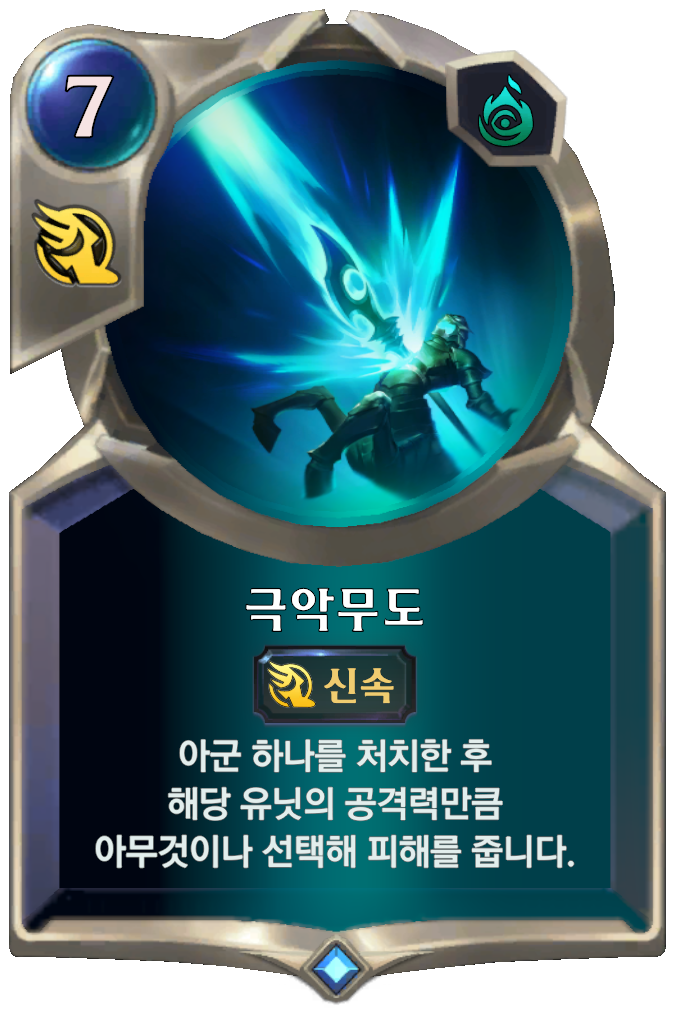 7
극악무도
신속
아군 하나를 처치한 후
해당 유닛의 공격력만큼
아무것이나 선택해 피해를 줍니다.